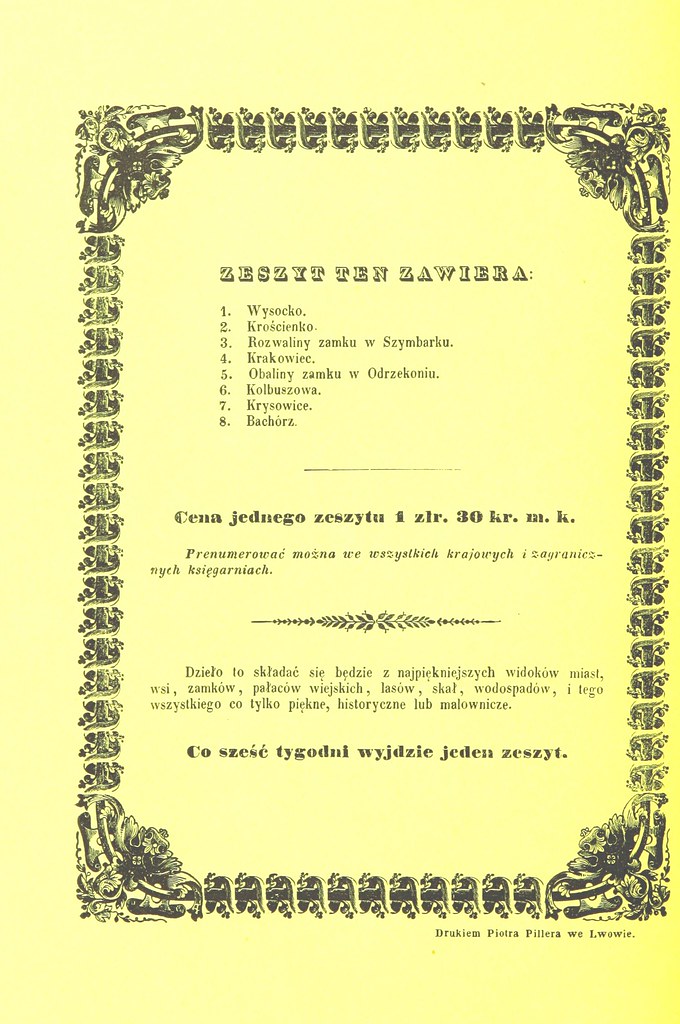 ZESZYT TEN ZAWIERA:
1. Wysocko.
2. Krościenko.
3. Rozwaliny zamku w Szymbarku.
4. Krakowiec.
5. Obaliny zamku w Odrzekoniu.
6. Kolbuszowa.
7. Krysowice.
8. Bachórz.
Cena jednego zeszytu 1 złr. 30 kr. m. k.
Prenumerować można we wszystkich krajowych i zagranicz-
nych księgarniach.
Dzieło to składać się będzie z najpiękniejszych widoków miast,
wsi, zamków, pałaców wiejskich, lasów, skał, wodospadów, i tego
wszystkiego co tylko piękne, historyczne lub malownicze.
Co sześć tygodni wyjdzie jeden zeszyt.
Drukiem Piotra Pillera we Lwowie.